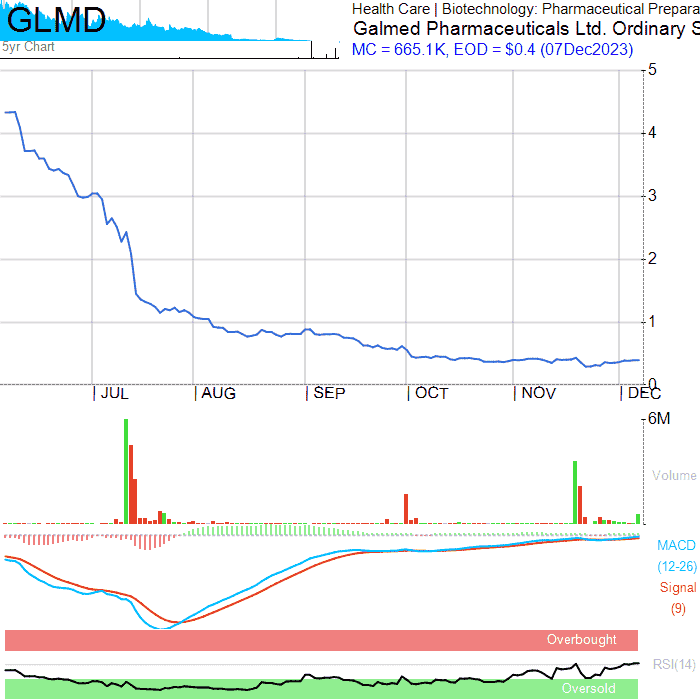 GLMD
5yr Chart
Health Care | Biotechnology: Pharmaceutical Prepara
Galmed Pharmaceuticals Ltd. Ordinary S
MC = 665.1K, EOD = $0.4 (07Dec2023)
5
4
3
2
1
0
JUL AUG SEP OCT NOV DEC
6M
Volume
MACD
(12-26)
Signal
(9)
Overbought
RSI(14)
Oversold